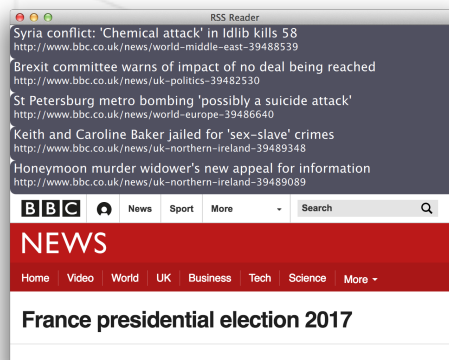 RSS Reader
Syria conflict: 'Chemical attack' in Idlib kills 58
http://www.bbc.co.uk/news/world-middle-east-39488539
Brexit committee warns of impact of no deal being reached
http://www.bbc.co.uk/news/uk-politics-39482530
St Petersburg metro bombing 'possibly a suicide attack'
http://www.bbc.co.uk/news/world-europe-39486640
Keith and Caroline Baker jailed for 'sex-slave' crimes
http://www.bbc.co.uk/news/uk-northern-ireland-39489348
Honeymoon murder widower's new appeal for information
http://www.bbc.co.uk/news/uk-northern-ireland-39489089
BBC News Sport More Search
NEWS
Home Video World UK Business Tech Science More
France presidential election 2017